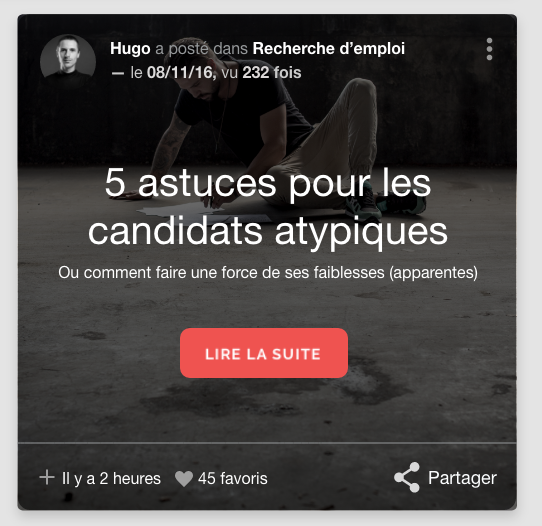 Hugo a posté dans Recherche d’emploi
— le 08/11/16, vu 232 fois
5 astuces pour les
candidats atypiques
Ou comment faire une force de ses faiblesses (apparentes)
LIRE LA SUITE
Il y a 2 heures 45 favoris Partager